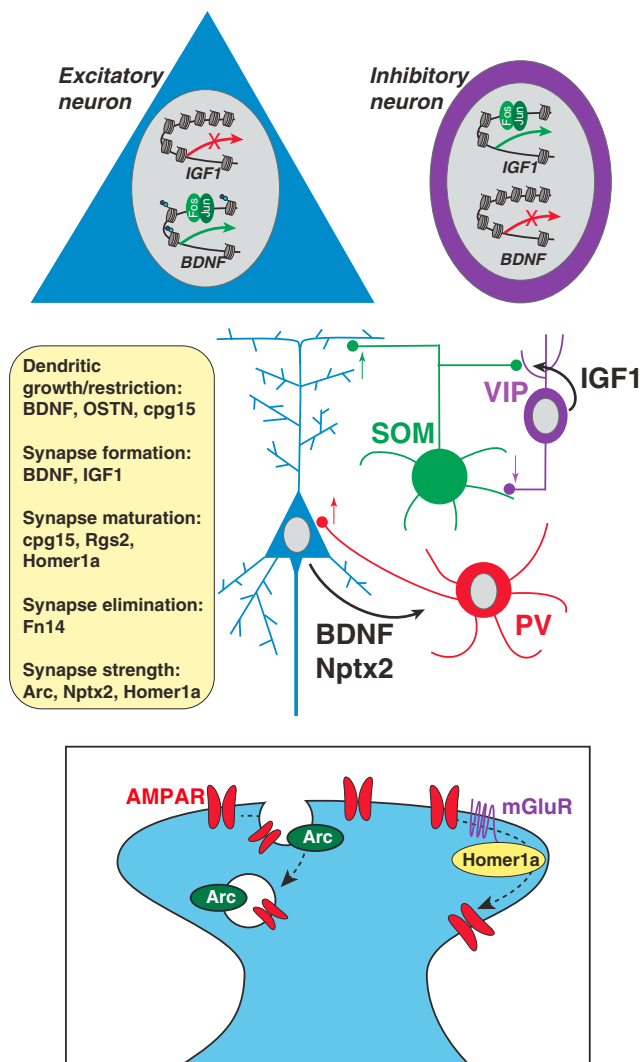 Excitatory
neuron
Fos
Jun
IGF1
Fos
Jun
BDNF
Inhibitory
neuron
Fos
Jun
IGF1
BDNF
Dendritic
growth/restriction:
BDNF, OSTN, cpg15
Synapse formation:
BDNF, IGF1
Synapse maturation:
cpg15, Rgs2,
Homer1a
Synapse elimination:
Fn14
Synapse strength:
Arc, Nptx2, Homer1a
SOM
VIP
IGF1
BDNF
Nptx2
PV
AMPAR
Arc
Arc
mGluR
Homer1a